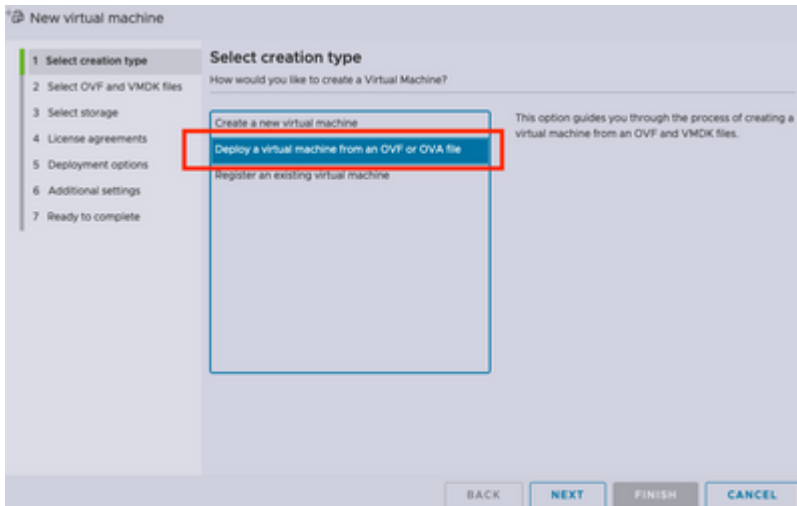 New virtual machine
1 Select creation type
2 Select OVF and VMDK files
3 Select storage
4 License agreements
5 Deployment options
6 Additional settings
7 Ready to complete
Select creation type
How would you like to create a Virtual Machine?
Create a new virtual machine
Deploy a virtual machine from an OVF or OVA file
Register an existing virtual machine
This option guides you through the process of creating a
virtual machine from an OVF and VMDK files.
BACK
NEXT
FINISH
CANCEL